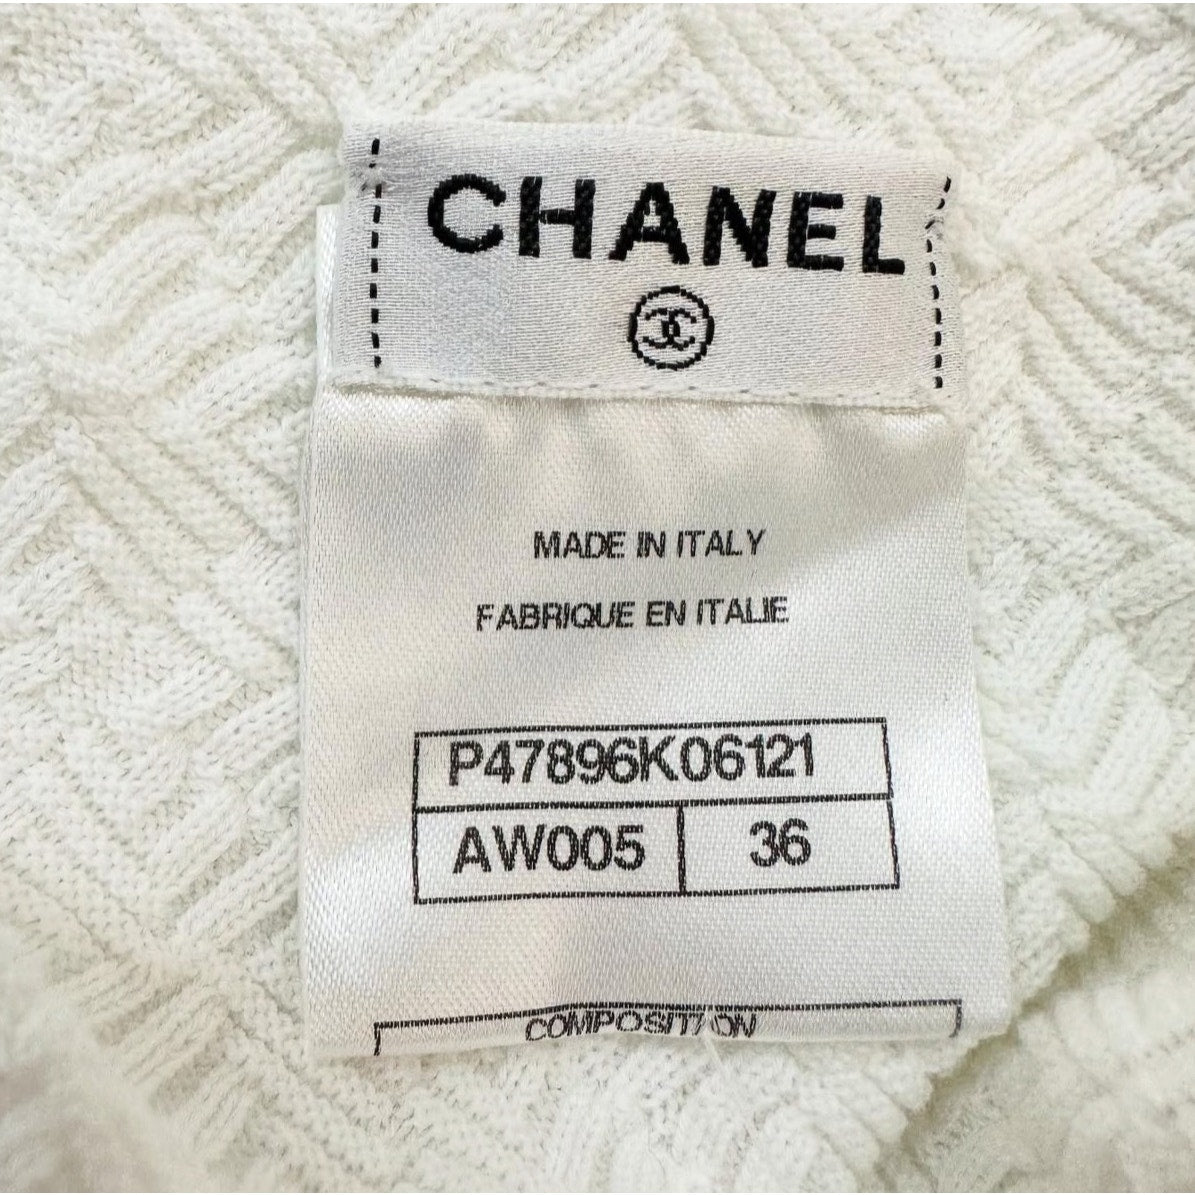 CHANEL
MADE IN ITALY
FABRIQUE EN ITALIE
P47896K06121
AW005 36
COMPOSITION